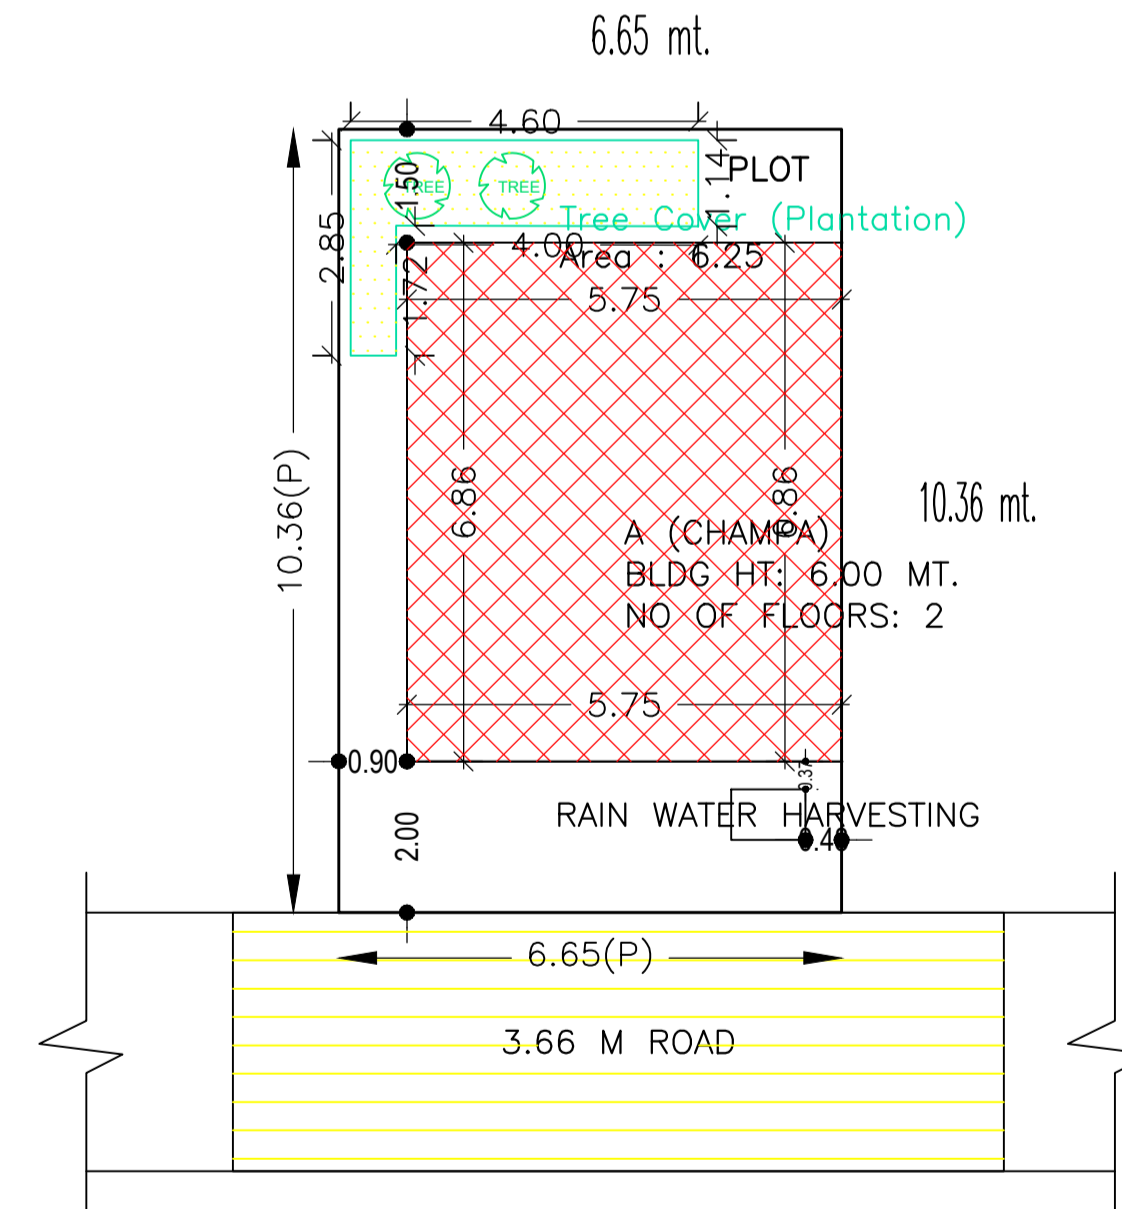 6.65 mt.
4.60
PLOT
TREE
TREE
1.50
1.14
Tree Cover (Plantation)
4.00
Area : 6.25
2.85
1.72
5.75
10.36(P)
6.86
6.86
10.36 mt.
A (CHAMPA)
BLDG HT: 6.00 MT.
NO OF FLOORS: 2
5.75
0.90
0.37
2.00
RAIN WATER HARVESTING
6.65(P)
3.66 M ROAD